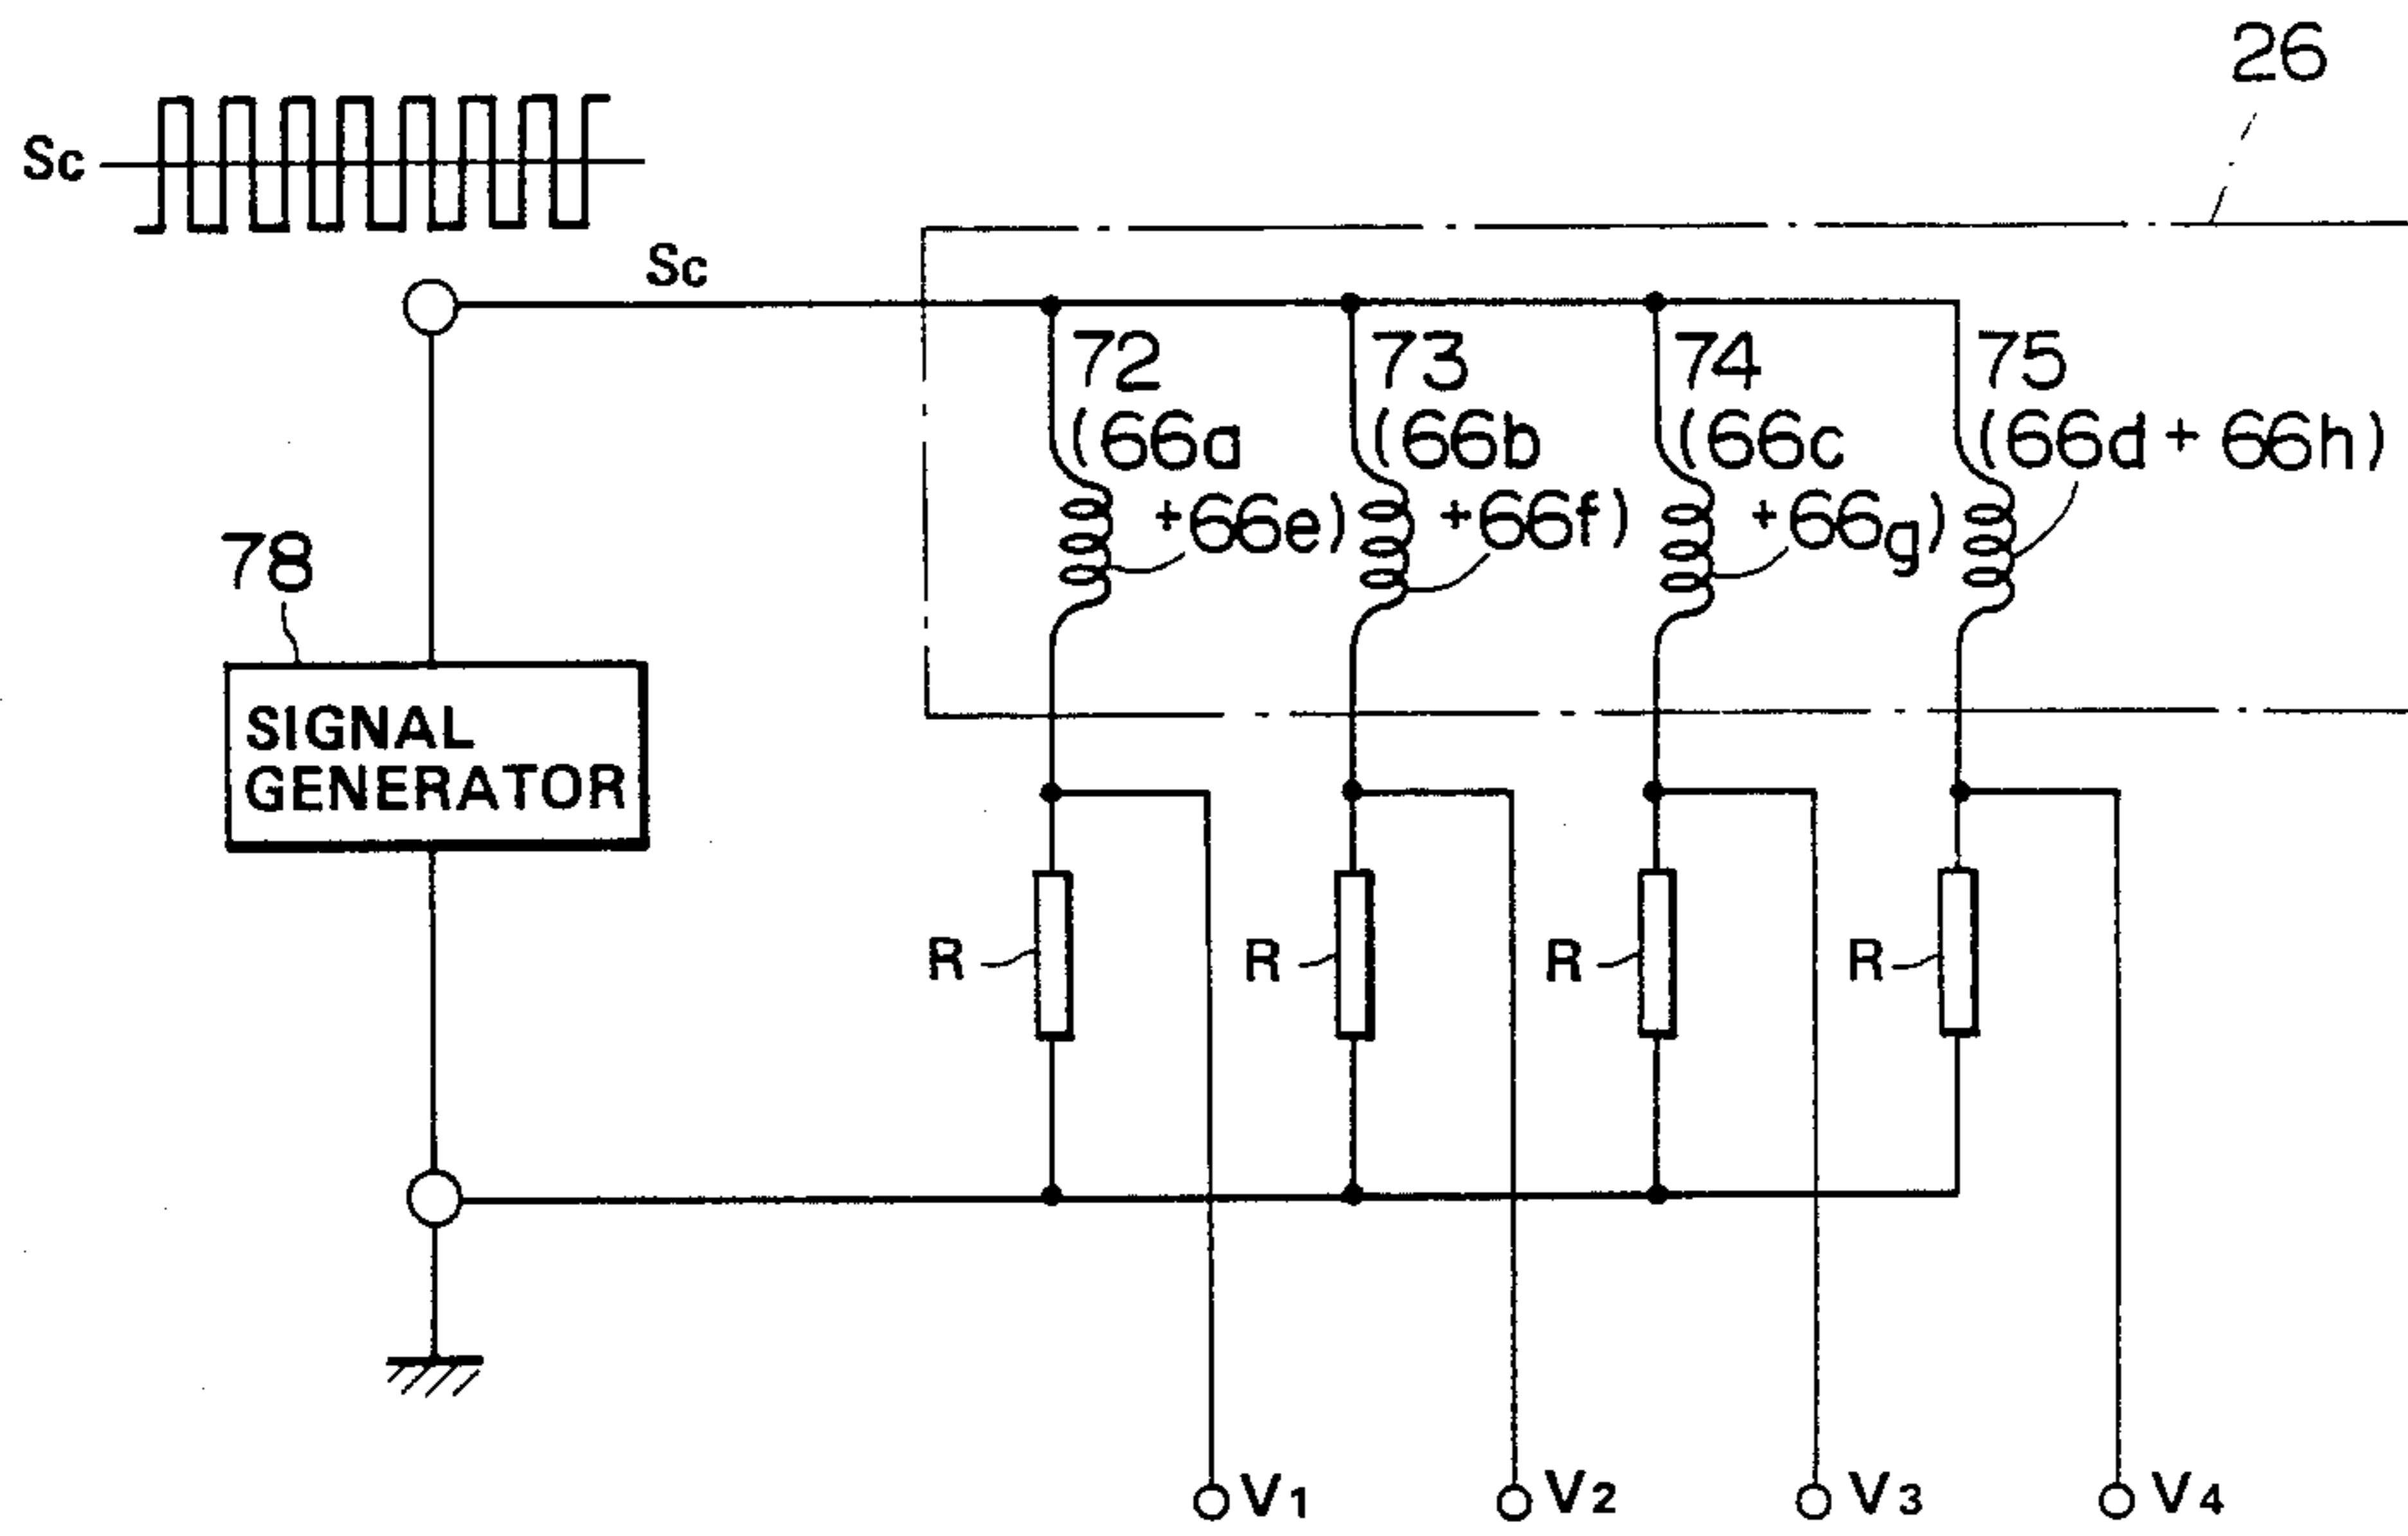 26
Sc
Sc
72
73
74
75
(66a
+66e)
(66b
+66f)
(66c
+66g)
(66d + 66h)
78
SIGNAL
GENERATOR
R
R
R
R
V1
V2
V3
V4